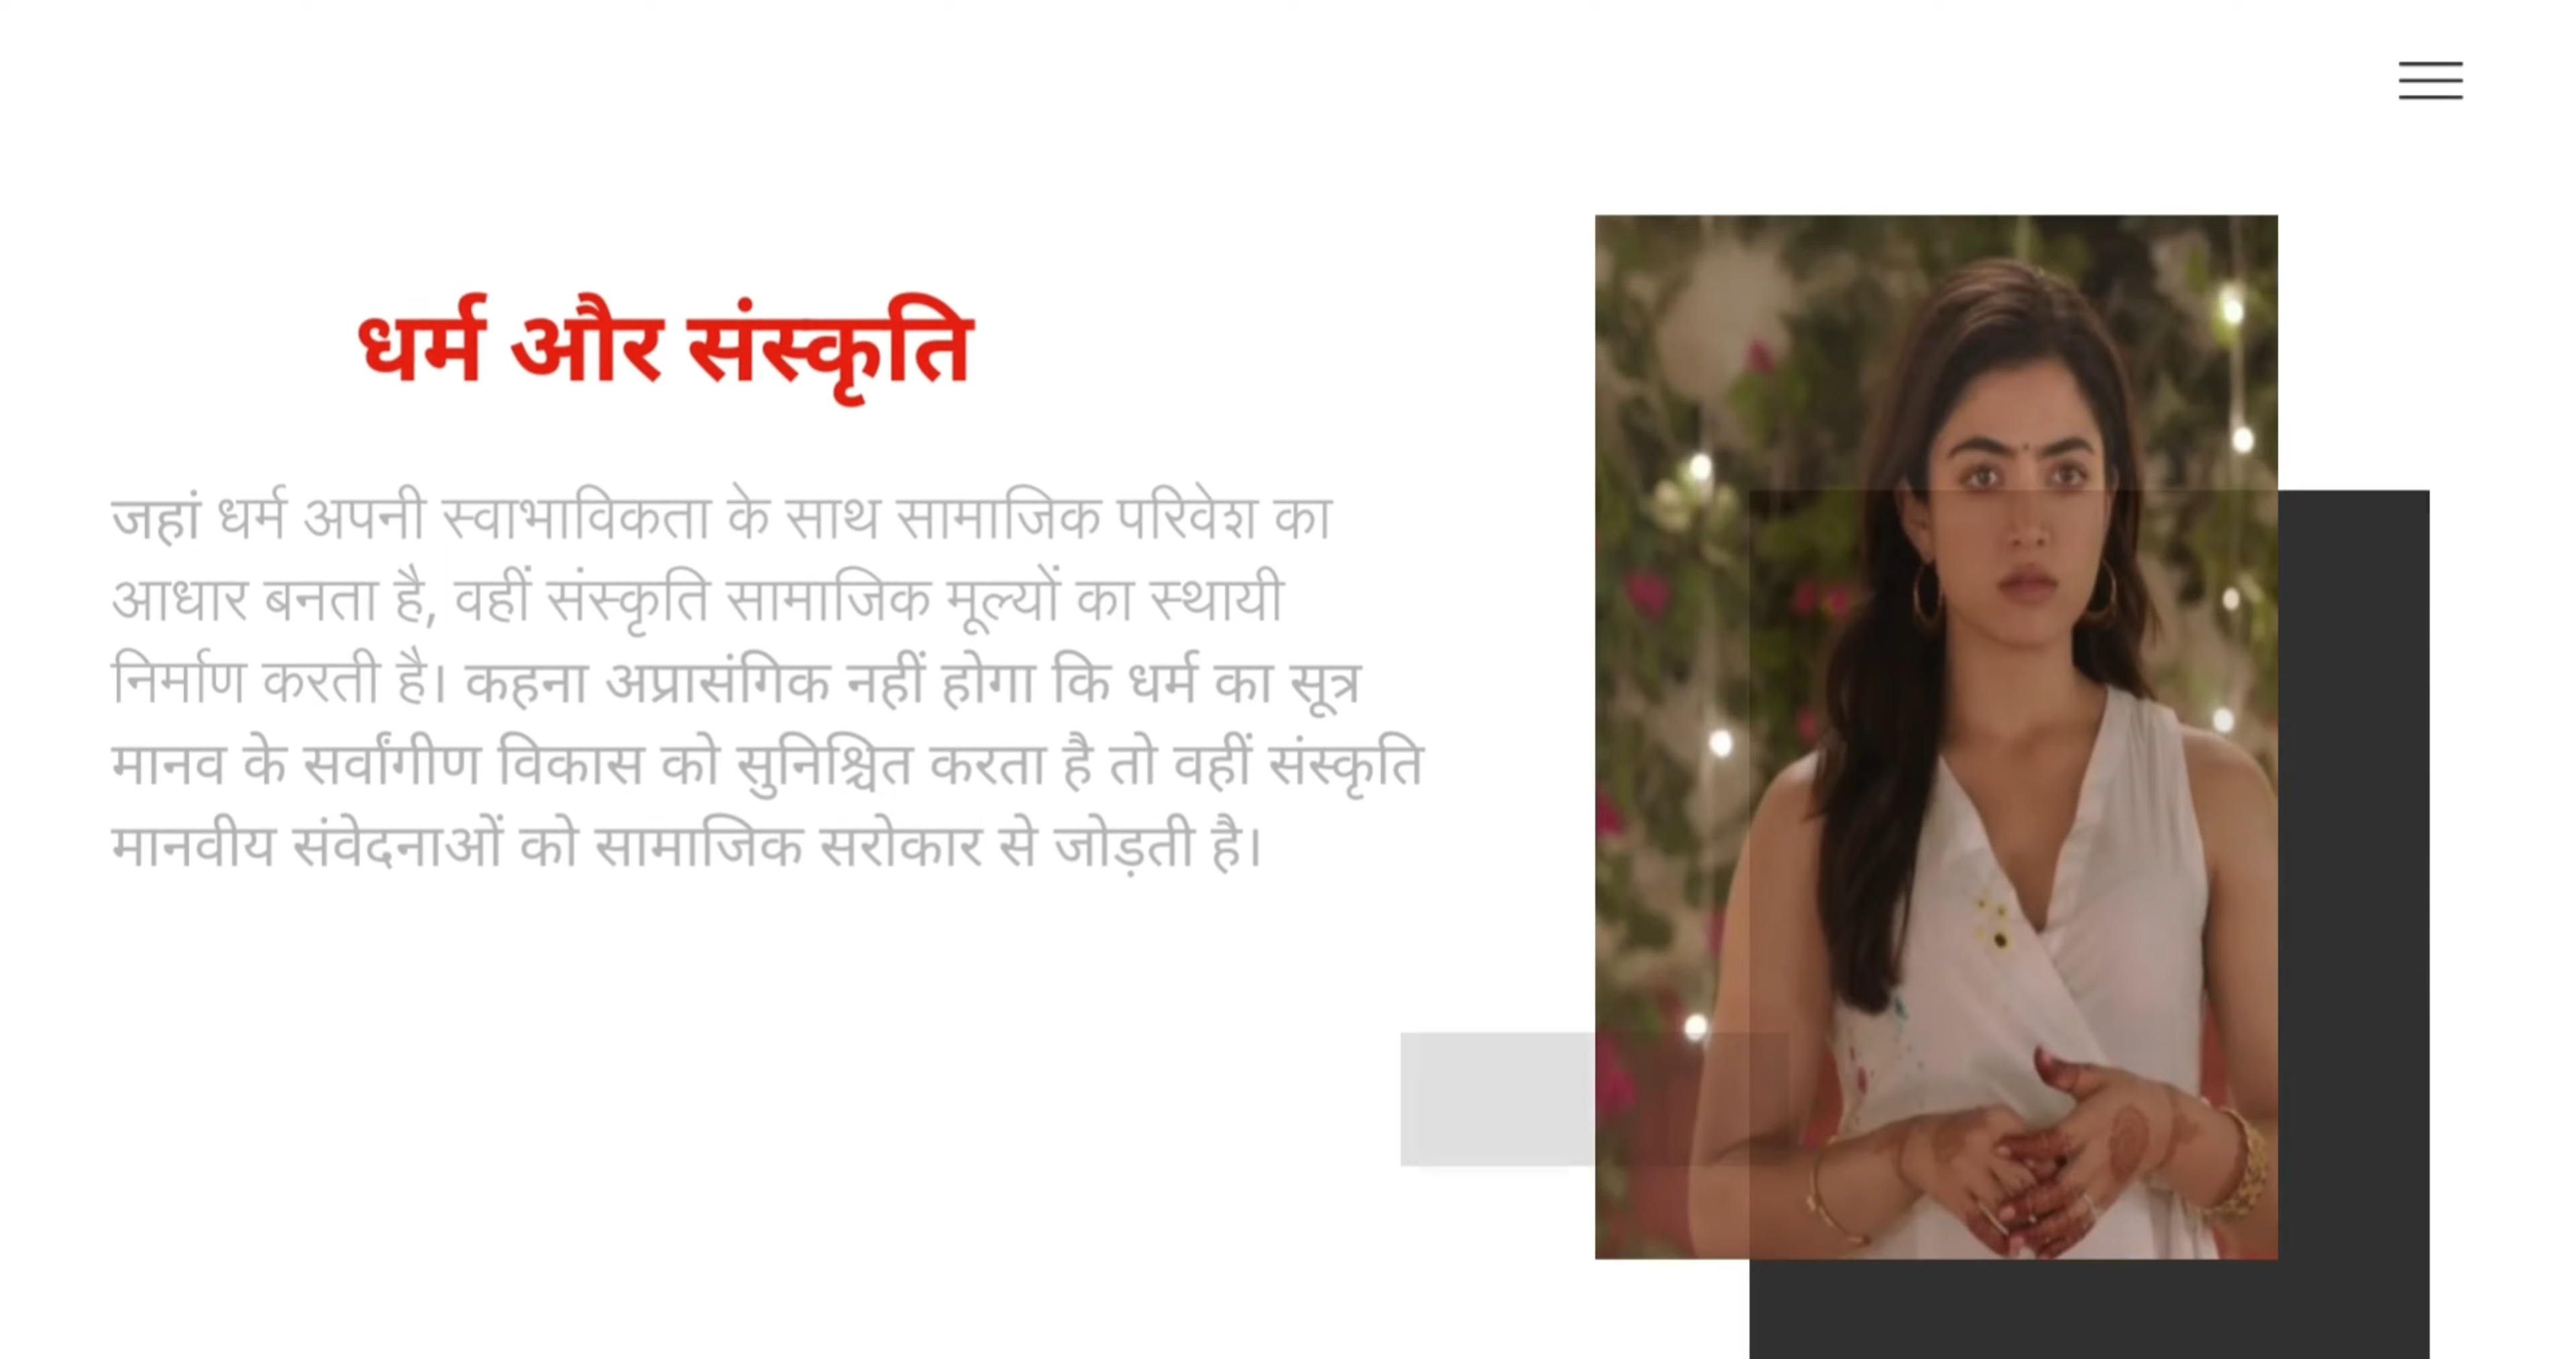 धर्म और संस्कृति
जहां धर्म अपनी स्वाभाविकता के साथ सामाजिक परिवेश का
आधार बनता है, वहीं संस्कृति सामाजिक मूल्यों का स्थायी
निर्माण करती है। कहना अप्रासंगिक नहीं होगा कि धर्म का सूत्र
मानव के सर्वांगीण विकास को सुनिश्चित करता है तो वहीं संस्कृति
मानवीय संवेदनाओं को सामाजिक सरोकार से जोड़ती है।